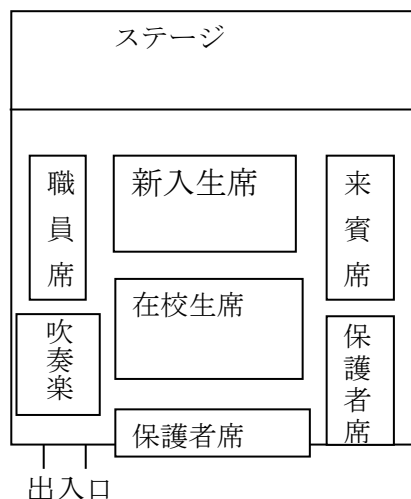 ステージ
職員席
新入生席
来賓席
在校生席
吹奏楽
保護者席
保護者席
出入口